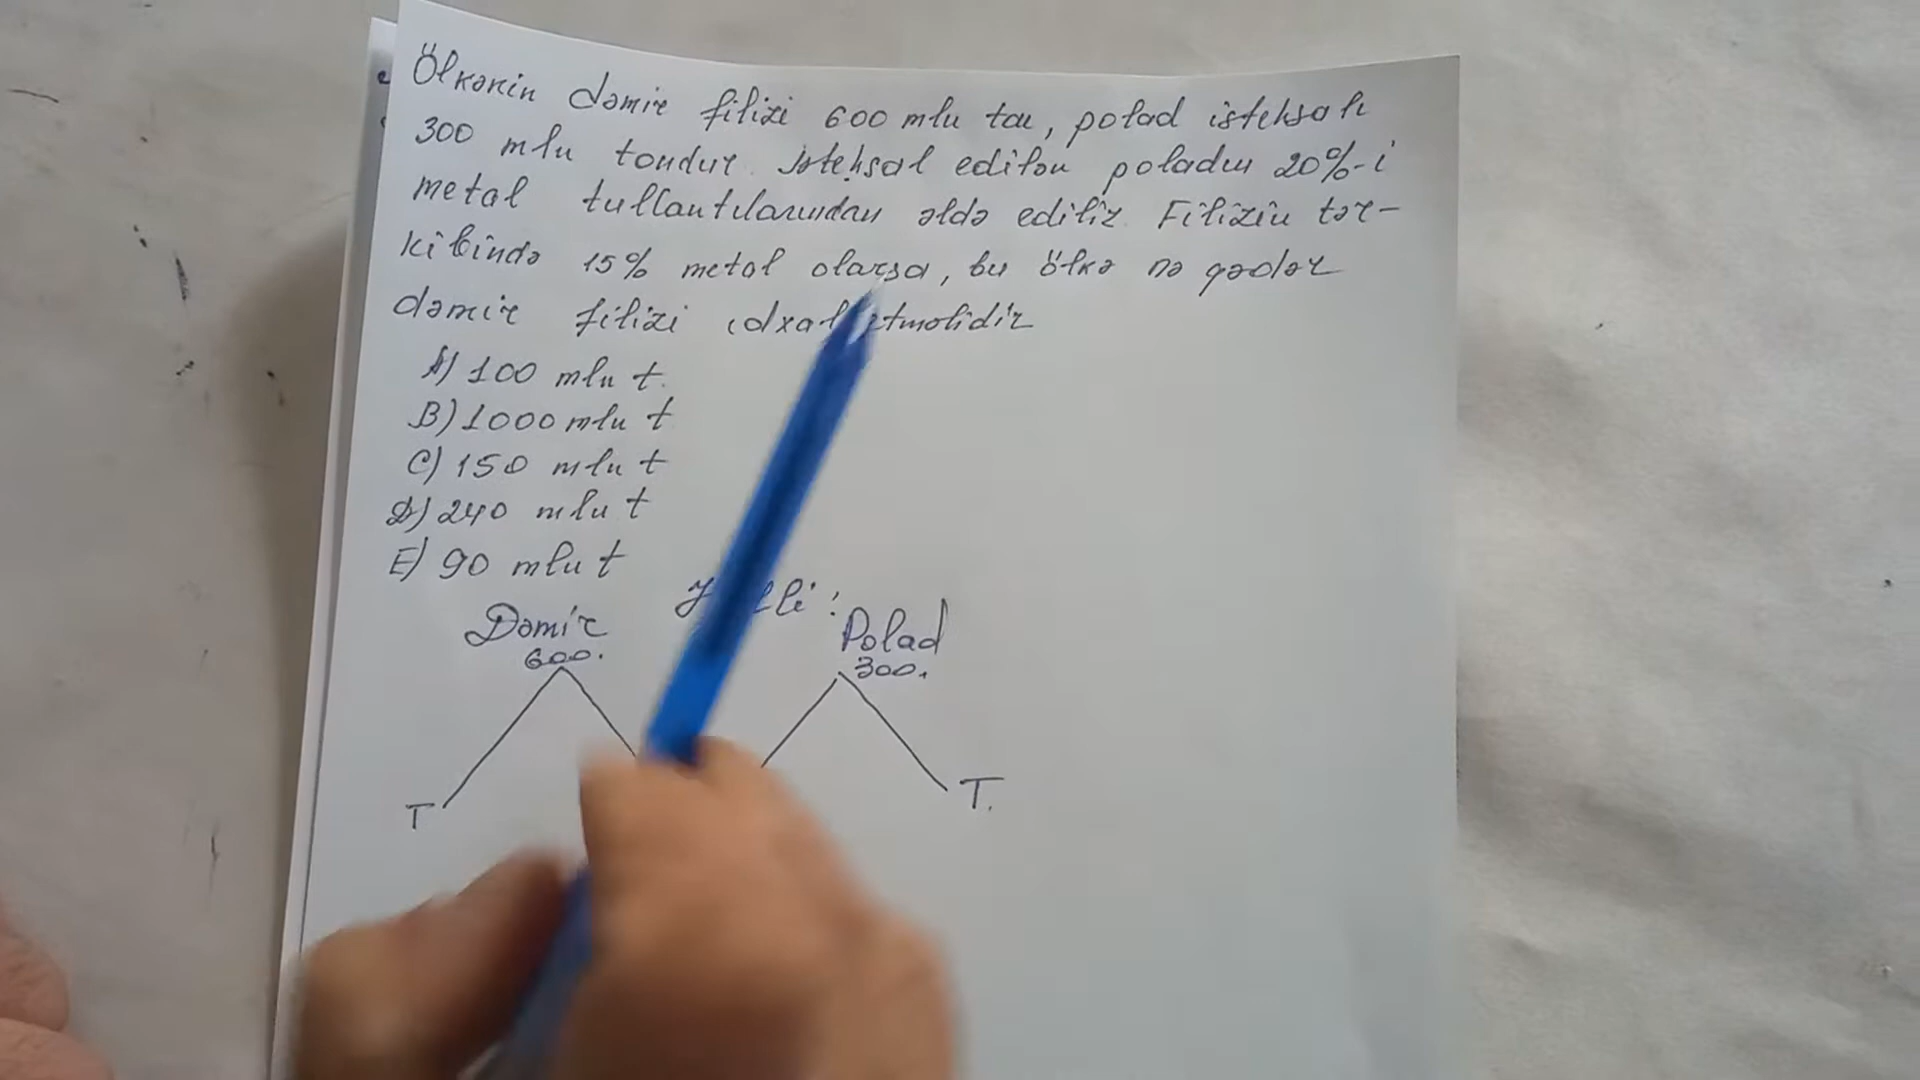 Ölkənin dəmir filizi 600 mln ton, polad istehsalı
300 mln tondur. İstehsal edilən poladın 20%-i
metal tullantılarından əldə edilir. Filizin tər-
kibində 15% metal olarsa, bu ölkə nə qədər
dəmir filizi idxal etməlidir
A) 100 mln t.
B) 1000 mln t
C) 150 mln t
D) 240 mln t
E) 90 mln t
Dəmir
Polad
600.
300.
T
T.